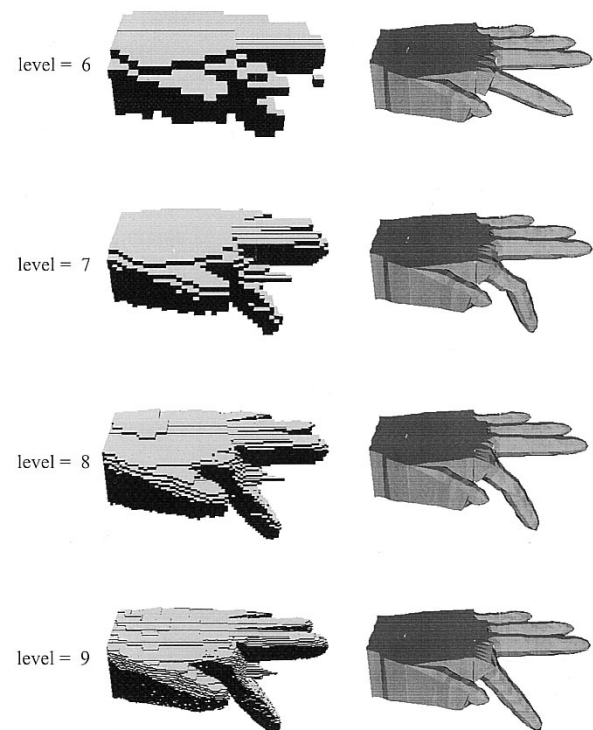 level = 6
level = 7
level = 8
level = 9